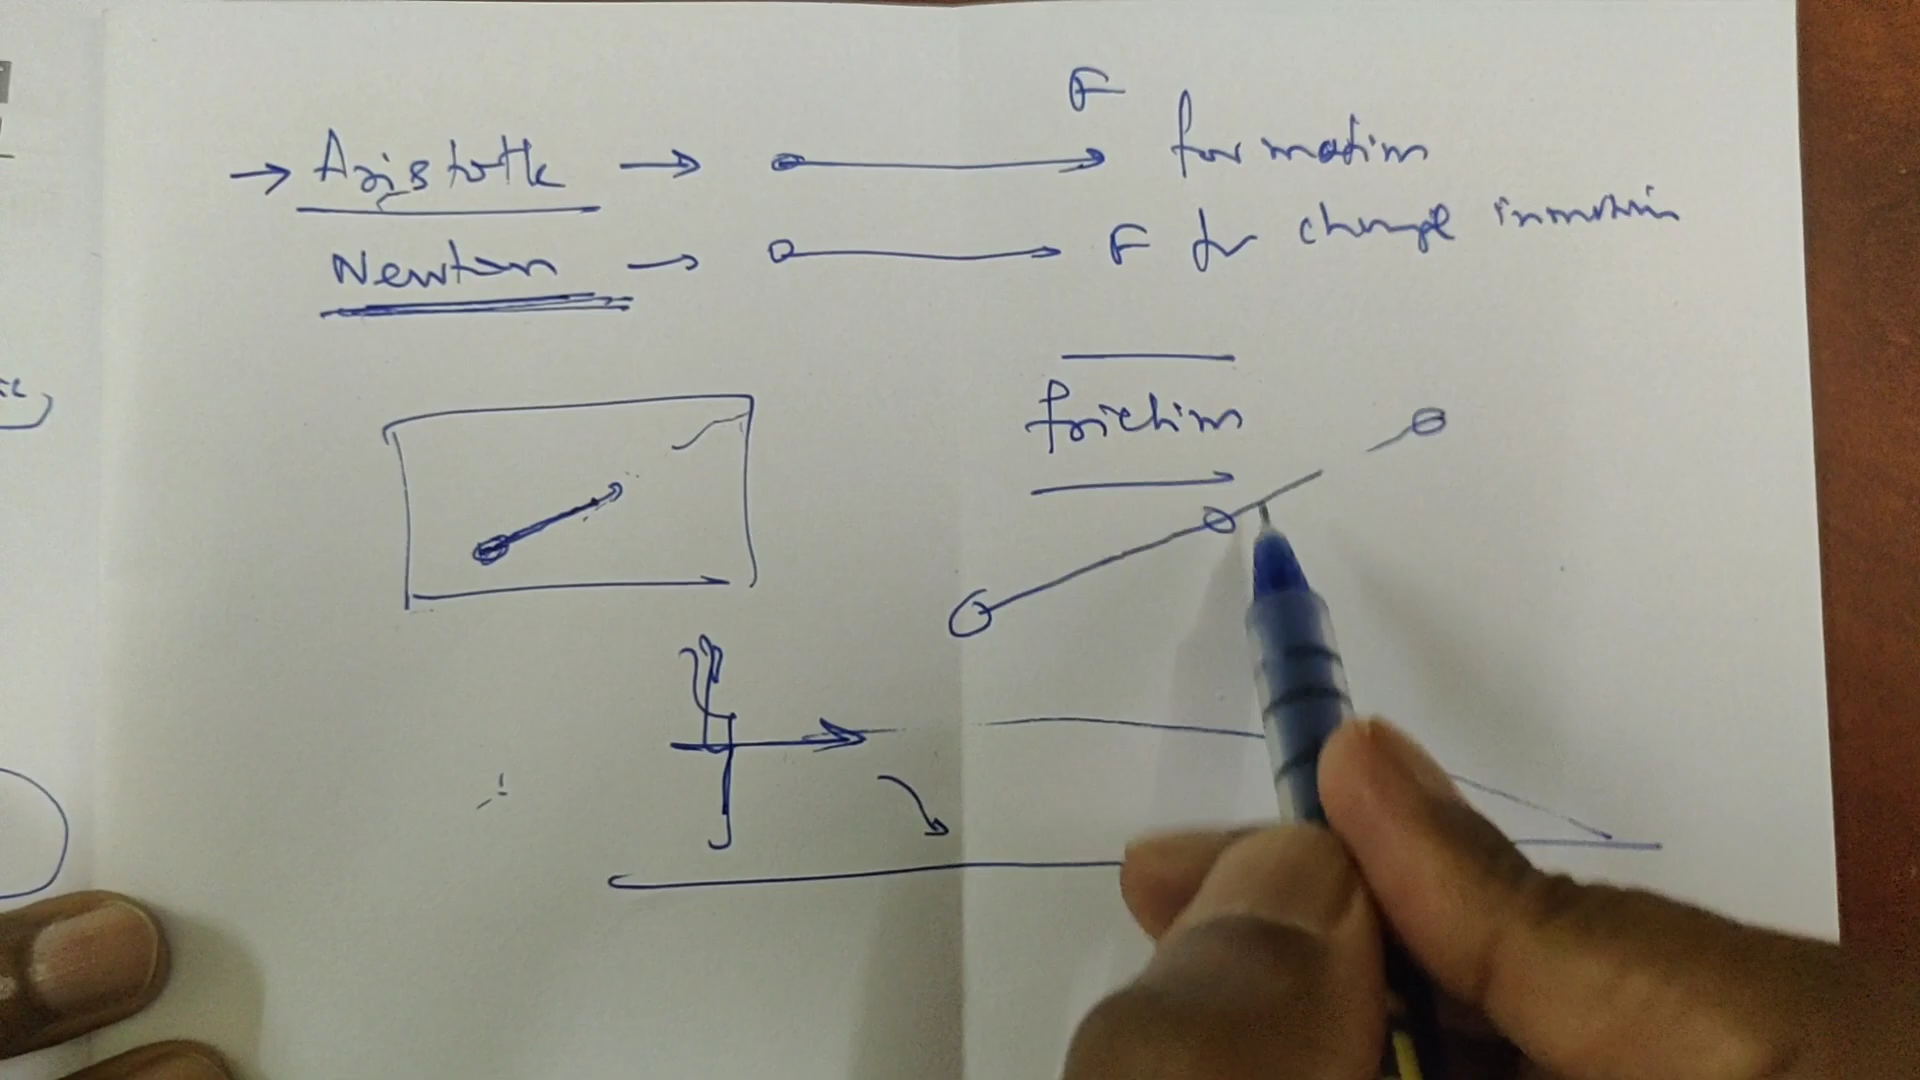 → Aristotle → F for motion
Newton → F for change in motion
friction